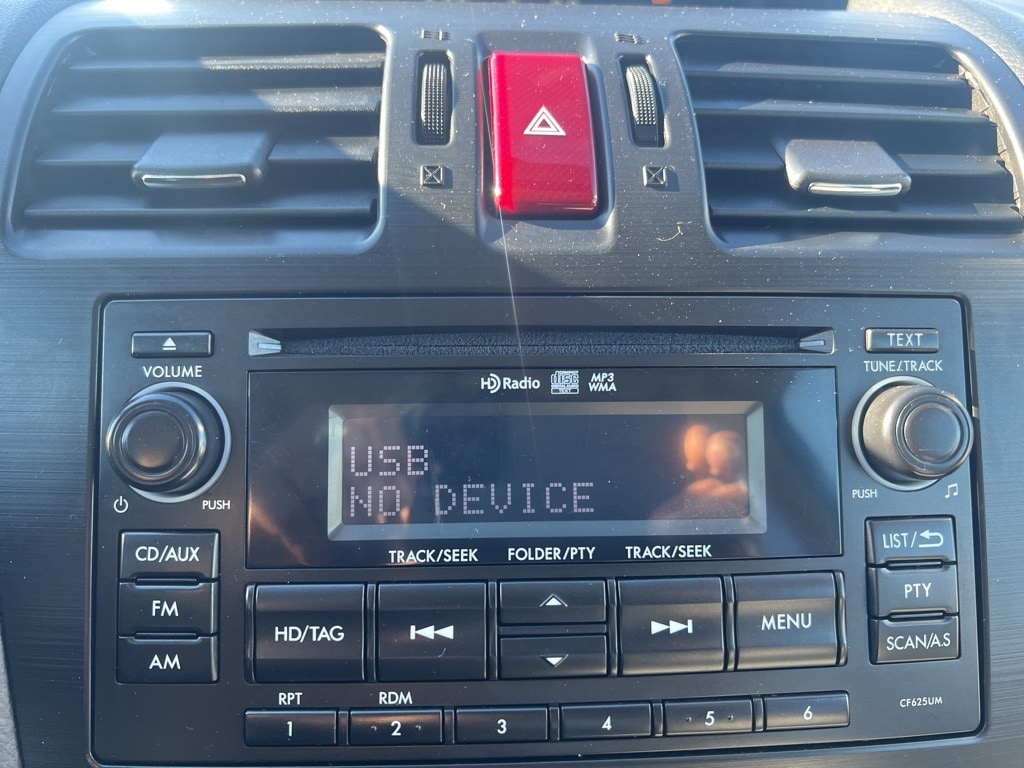 TEXT
VOLUME
HD Radio
disc
TEXT
MP3
WMA
TUNE/TRACK
USB
NO DEVICE
PUSH
PUSH
TRACK/SEEK
FOLDER/PTY
TRACK/SEEK
CD/AUX
LIST/
FM
HD/TAG
MENU
PTY
AM
SCAN/A.S
RPT
RDM
CF625UM
1
2
3
4
5
6